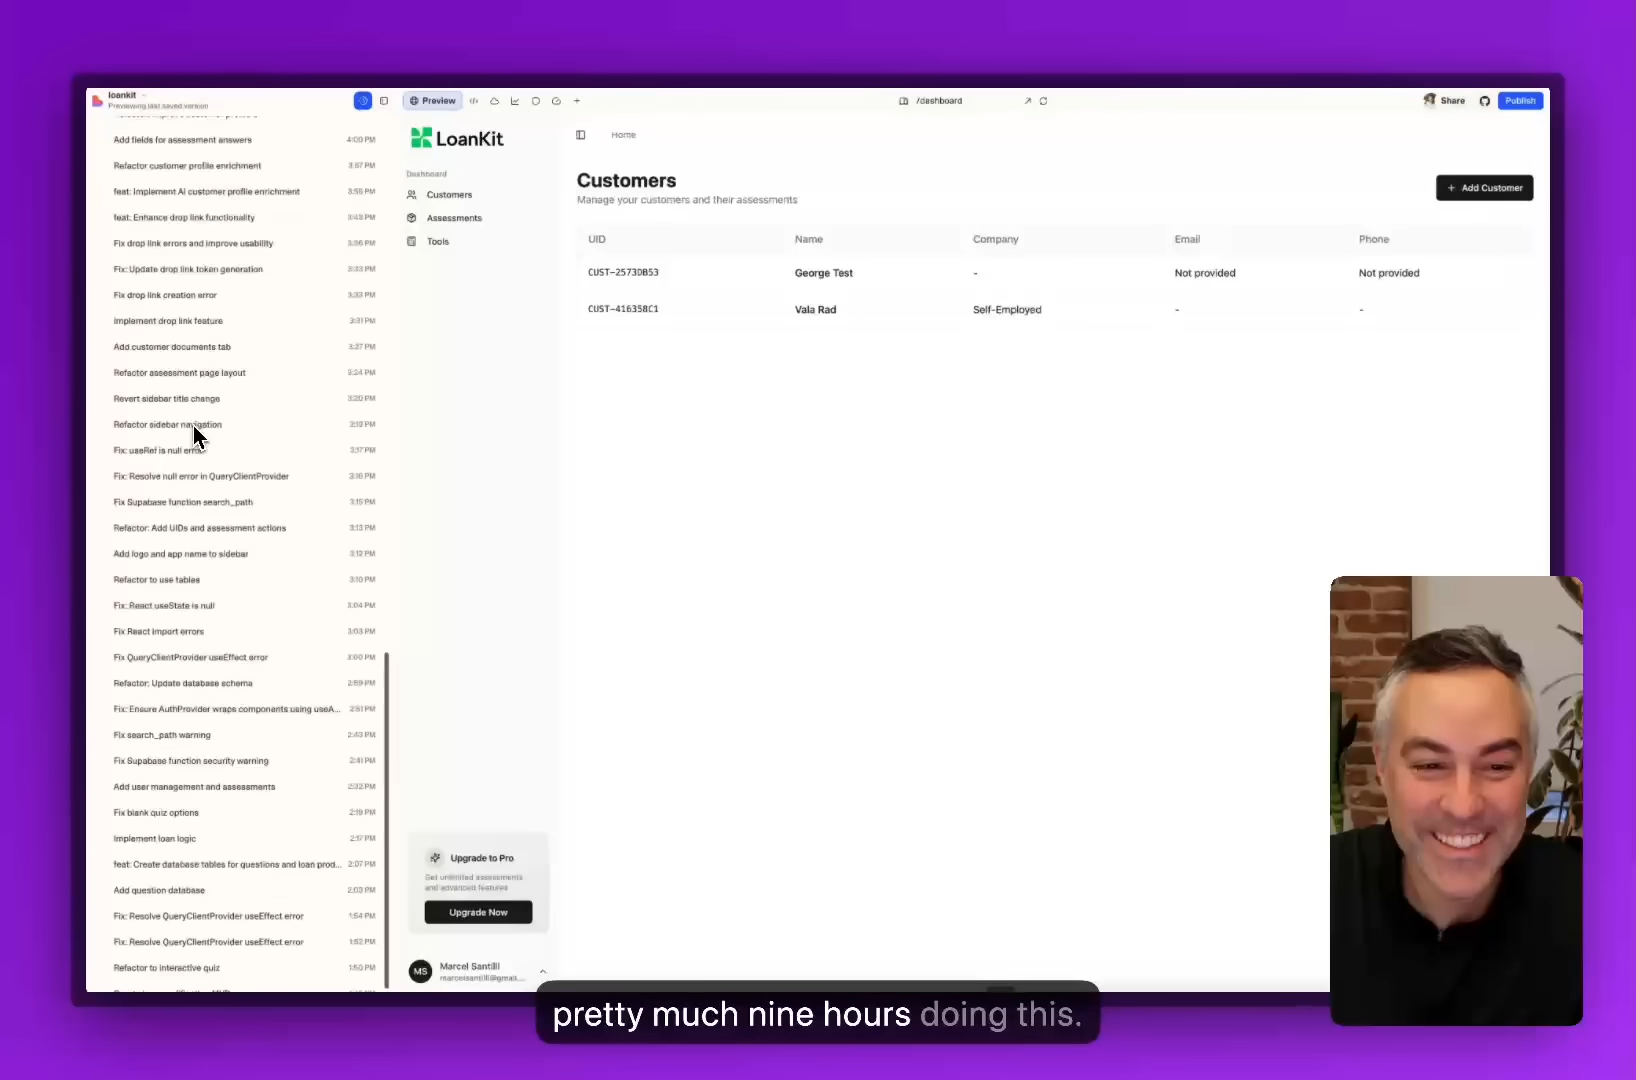 loankit
Previewing last saved version
Preview
/dashboard
Share
Publish
Add fields for assessment answers 4:00 PM
Refactor customer profile enrichment 3:57 PM
feat: Implement AI customer profile enrichment 3:55 PM
feat: Enhance drop link functionality 3:43 PM
Fix drop link errors and improve usability 3:36 PM
Fix: Update drop link token generation 3:33 PM
Fix drop link creation error 3:33 PM
Implement drop link feature 3:31 PM
Add customer documents tab 3:27 PM
Refactor assessment page layout 3:24 PM
Revert sidebar title change 3:20 PM
Refactor sidebar navigation 3:19 PM
Fix: useRef is null error 3:17 PM
Fix: Resolve null error in QueryClientProvider 3:16 PM
Fix Supabase function search_path 3:15 PM
Refactor: Add UIDs and assessment actions 3:13 PM
Add logo and app name to sidebar 3:12 PM
Refactor to use tables 3:10 PM
Fix: React useState is null 3:04 PM
Fix React import errors 3:03 PM
Fix QueryClientProvider useEffect error 3:00 PM
Refactor: Update database schema 2:59 PM
Fix: Ensure AuthProvider wraps components using useA... 2:51 PM
Fix search_path warning 2:43 PM
Fix Supabase function security warning 2:41 PM
Add user management and assessments 2:32 PM
Fix blank quiz options 2:19 PM
Implement loan logic 2:17 PM
feat: Create database tables for questions and loan prod... 2:07 PM
Add question database 2:03 PM
Fix: Resolve QueryClientProvider useEffect error 1:54 PM
Fix: Resolve QueryClientProvider useEffect error 1:52 PM
Refactor to interactive quiz 1:50 PM
LoanKit
Dashboard
Customers
Assessments
Tools
Upgrade to Pro
Get unlimited assessments
and advanced features
Upgrade Now
MS
Marcel Santilli
marcelsantilli@gmail....
Home
Customers
Manage your customers and their assessments
+ Add Customer
UID Name Company Email Phone
CUST-2573DB53 George Test - Not provided Not provided
CUST-416358C1 Vala Rad Self-Employed - -
pretty much nine hours doing this.